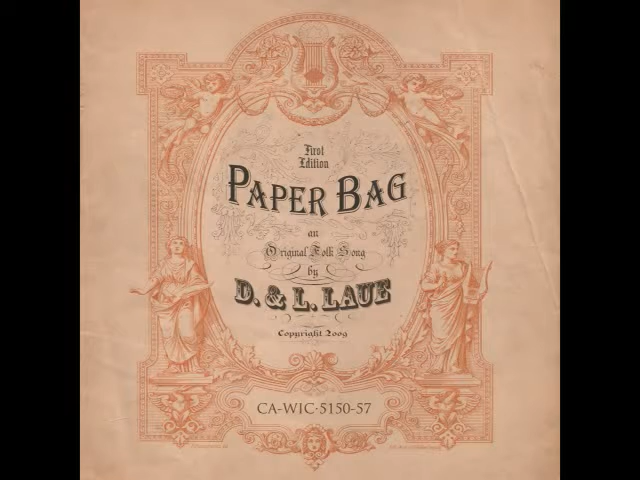 First
Edition
PAPER BAG
an
Original Folk Song
by
D. & L. LAUE
Copyright 2009
CA-WIC·5150-57